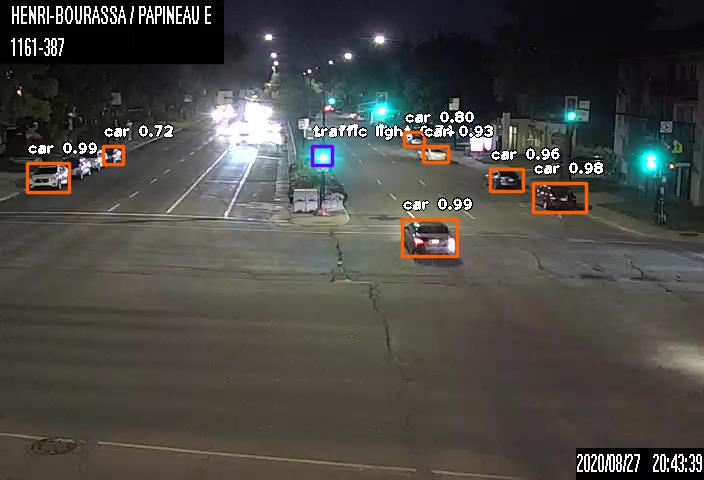 HENRI-BOURASSA / PAPINEAU E
1161-387
car 0.80
car 0.72
traffic light
car 0.93
car 0.99
car 0.96
car 0.98
car 0.99
2020/08/27 20:43:39